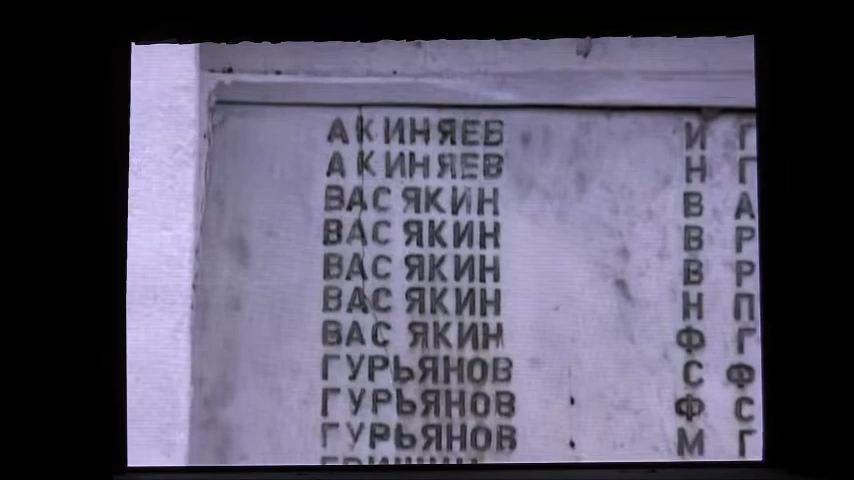 АКИНЯЕВ И Г
АКИНЯЕВ Н Г
ВАСЯКИН В А
ВАСЯКИН В Р
ВАСЯКИН В Р
ВАСЯКИН Н П
ВАСЯКИН Ф Г
ГУРЬЯНОВ С Ф
ГУРЬЯНОВ Ф С
ГУРЬЯНОВ М Г